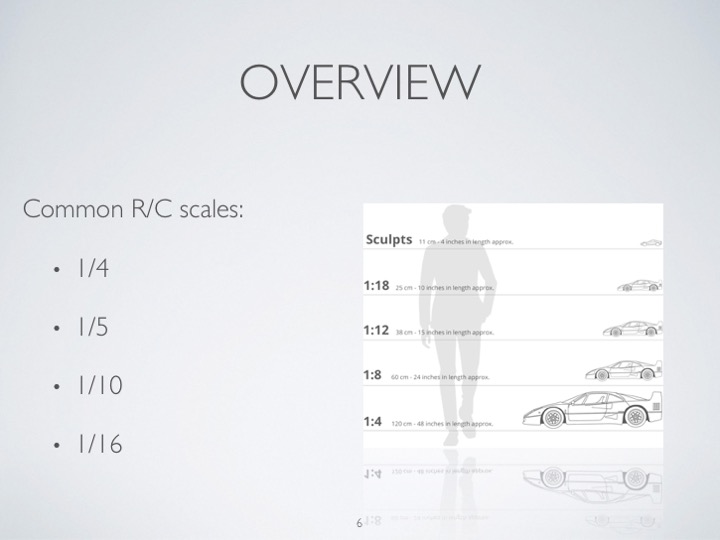 OVERVIEW
Common R/C scales:
• 1/4
• 1/5
• 1/10
• 1/16
Sculpts 11 cm - 4 inches in length approx.
1:18 25 cm - 10 inches in length approx.
1:12 38 cm - 15 inches in length approx.
1:8 60 cm - 24 inches in length approx.
1:4 120 cm - 48 inches in length approx.
6